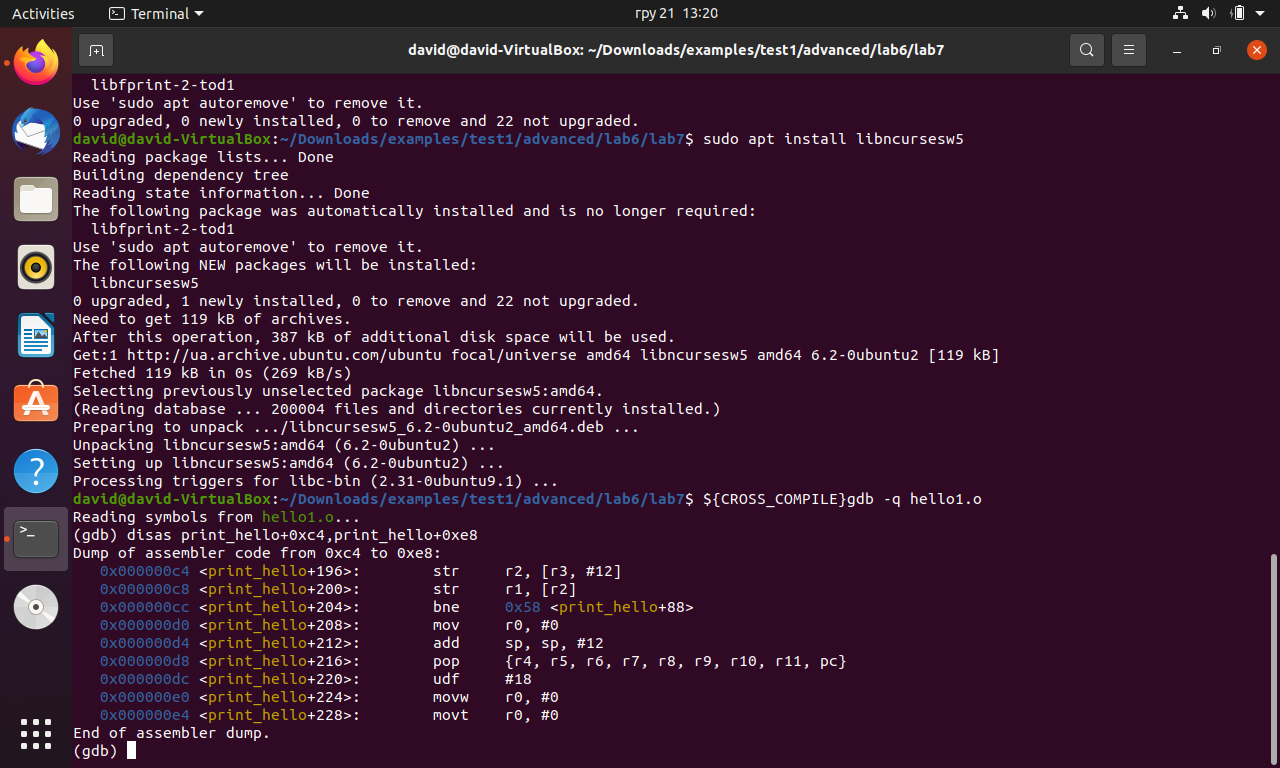 Activities Terminal гру 21 13:20
david@david-VirtualBox: ~/Downloads/examples/test1/advanced/lab6/lab7
libfprint-2-tod1
Use 'sudo apt autoremove' to remove it.
0 upgraded, 0 newly installed, 0 to remove and 22 not upgraded.
david@david-VirtualBox:~/Downloads/examples/test1/advanced/lab6/lab7$ sudo apt install libncursesw5
Reading package lists... Done
Building dependency tree
Reading state information... Done
The following package was automatically installed and is no longer required:
libfprint-2-tod1
Use 'sudo apt autoremove' to remove it.
The following NEW packages will be installed:
libncursesw5
0 upgraded, 1 newly installed, 0 to remove and 22 not upgraded.
Need to get 119 kB of archives.
After this operation, 387 kB of additional disk space will be used.
Get:1 http://ua.archive.ubuntu.com/ubuntu focal/universe amd64 libncursesw5 amd64 6.2-0ubuntu2 [119 kB]
Fetched 119 kB in 0s (269 kB/s)
Selecting previously unselected package libncursesw5:amd64.
(Reading database ... 200004 files and directories currently installed.)
Preparing to unpack .../libncursesw5_6.2-0ubuntu2_amd64.deb ...
Unpacking libncursesw5:amd64 (6.2-0ubuntu2) ...
Setting up libncursesw5:amd64 (6.2-0ubuntu2) ...
Processing triggers for libc-bin (2.31-0ubuntu9.1) ...
david@david-VirtualBox:~/Downloads/examples/test1/advanced/lab6/lab7$ ${CROSS_COMPILE}gdb -q hello1.o
Reading symbols from hello1.o...
(gdb) disas print_hello+0xc4,print_hello+0xe8
Dump of assembler code from 0xc4 to 0xe8:
0x000000c4 <print_hello+196>: str r2, [r3, #12]
0x000000c8 <print_hello+200>: str r1, [r2]
0x000000cc <print_hello+204>: bne 0x58 <print_hello+88>
0x000000d0 <print_hello+208>: mov r0, #0
0x000000d4 <print_hello+212>: add sp, sp, #12
0x000000d8 <print_hello+216>: pop {r4, r5, r6, r7, r8, r9, r10, r11, pc}
0x000000dc <print_hello+220>: udf #18
0x000000e0 <print_hello+224>: movw r0, #0
0x000000e4 <print_hello+228>: movt r0, #0
End of assembler dump.
(gdb)